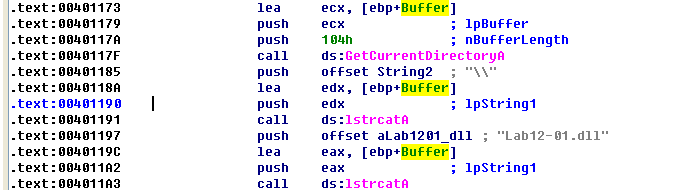 .text:00401173 lea ecx, [ebp+Buffer]
.text:00401179 push ecx ; lpBuffer
.text:0040117A push 104h ; nBufferLength
.text:0040117F call ds:GetCurrentDirectoryA
.text:00401185 push offset String2 ; "\\"
.text:0040118A lea edx, [ebp+Buffer]
.text:00401190 push edx ; lpString1
.text:00401191 call ds:lstrcatA
.text:00401197 push offset aLab1201_dll ; "Lab12-01.dll"
.text:0040119C lea eax, [ebp+Buffer]
.text:004011A2 push eax ; lpString1
.text:004011A3 call ds:lstrcatA